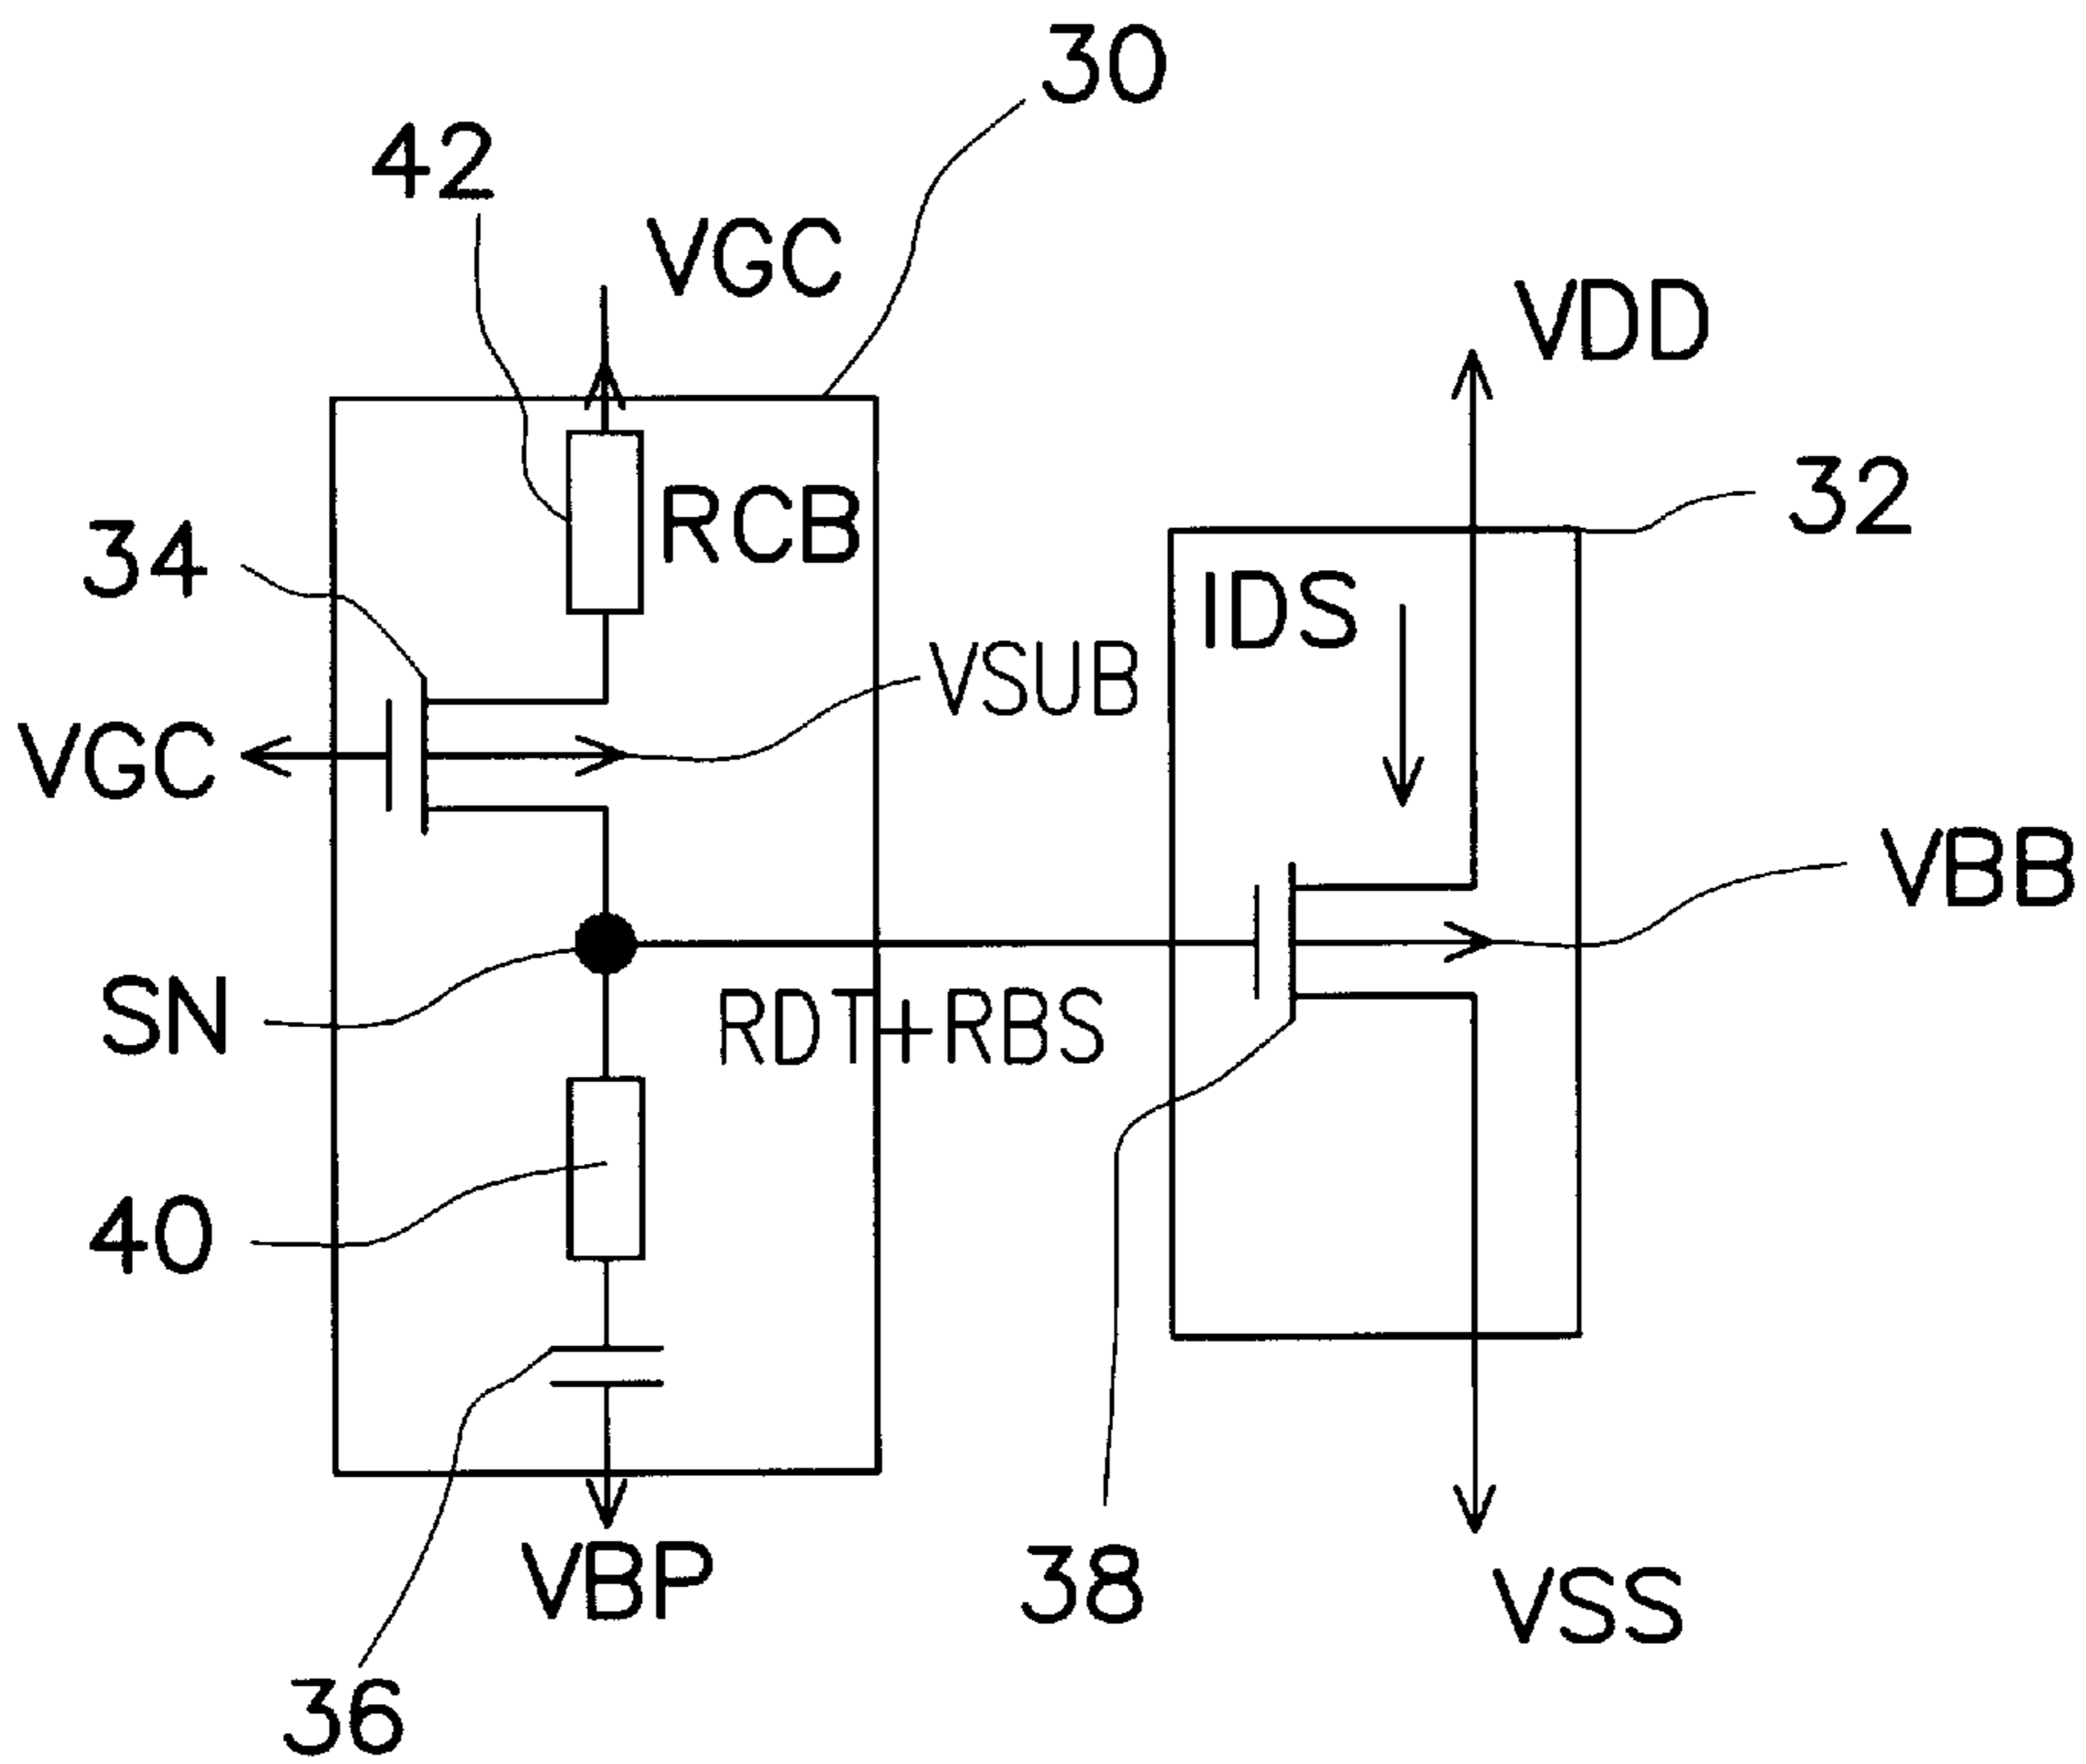 30
42
VGC
VDD
32
RCB
34
IDS
VSUB
VGC
VBB
SN
RDT+RBS
40
VBP
38
VSS
36